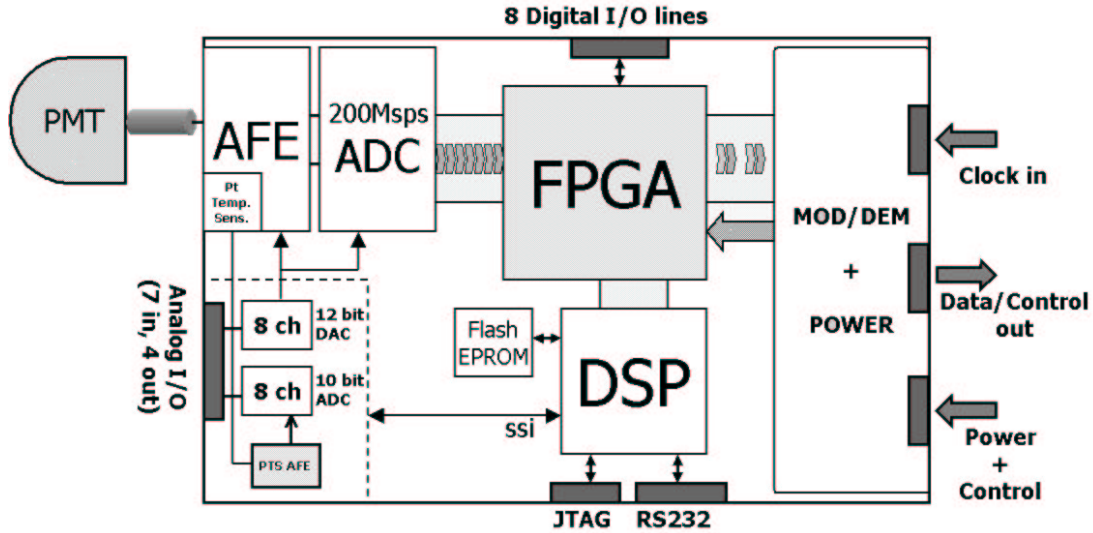 8 Digital I/O lines
PMT
AFE
200Msps
ADC
FPGA
Pt
Temp.
Sens.
Clock in
MOD/DEM
+
POWER
Data/Control
out
Analog I/O
(7 in, 4 out)
8 ch
12 bit
DAC
8 ch
10 bit
ADC
Flash
EPROM
DSP
ssi
PTS AFE
Power
+
Control
JTAG
RS232